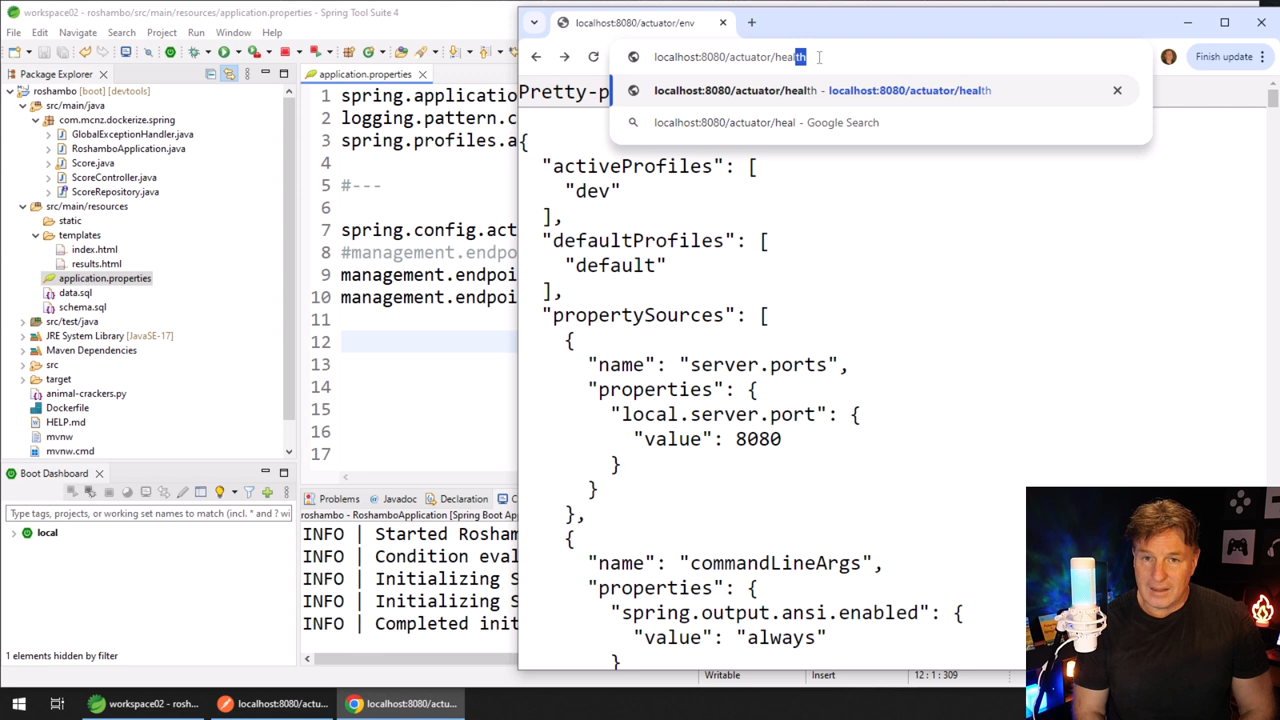 workspace02 - roshambo/src/main/resources/application.properties - Spring Tool Suite 4
File Edit Navigate Search Project Run Window Help
Package Explorer
roshambo [boot] [devtools]
src/main/java
com.mcnz.dockerize.spring
GlobalExceptionHandler.java
RoshamboApplication.java
Score.java
ScoreController.java
ScoreRepository.java
src/main/resources
static
templates
index.html
results.html
application.properties
data.sql
schema.sql
src/test/java
JRE System Library [JavaSE-17]
Maven Dependencies
src
target
animal-crackers.py
Dockerfile
HELP.md
mvnw
mvnw.cmd
Boot Dashboard
Type tags, projects, or working set names to match (incl. * and ? wi
local
1 elements hidden by filter
application.properties
1 spring.applicatio
2 logging.pattern.c
3 spring.profiles.a
4
5 #---
6
7 spring.config.act
8 #management.endpo
9 management.endpoi
10 management.endpoi
11
12
13
14
15
16
17
Problems Javadoc Declaration C
roshambo - RoshamboApplication [Spring Boot App
INFO | Started Rosham
INFO | Condition eval
INFO | Initializing S
INFO | Initializing S
INFO | Completed init
localhost:8080/actuator/env
localhost:8080/actuator/health
Finish update
localhost:8080/actuator/health - localhost:8080/actuator/health
localhost:8080/actuator/heal - Google Search
Pretty-p
{
"activeProfiles": [
"dev"
],
"defaultProfiles": [
"default"
],
"propertySources": [
{
"name": "server.ports",
"properties": {
"local.server.port": {
"value": 8080
}
}
},
{
"name": "commandLineArgs",
"properties": {
"spring.output.ansi.enabled": {
"value": "always"
}
Writable Insert 12 : 1 : 309
workspace02 - rosh...
localhost:8080/actu...
localhost:8080/actu...